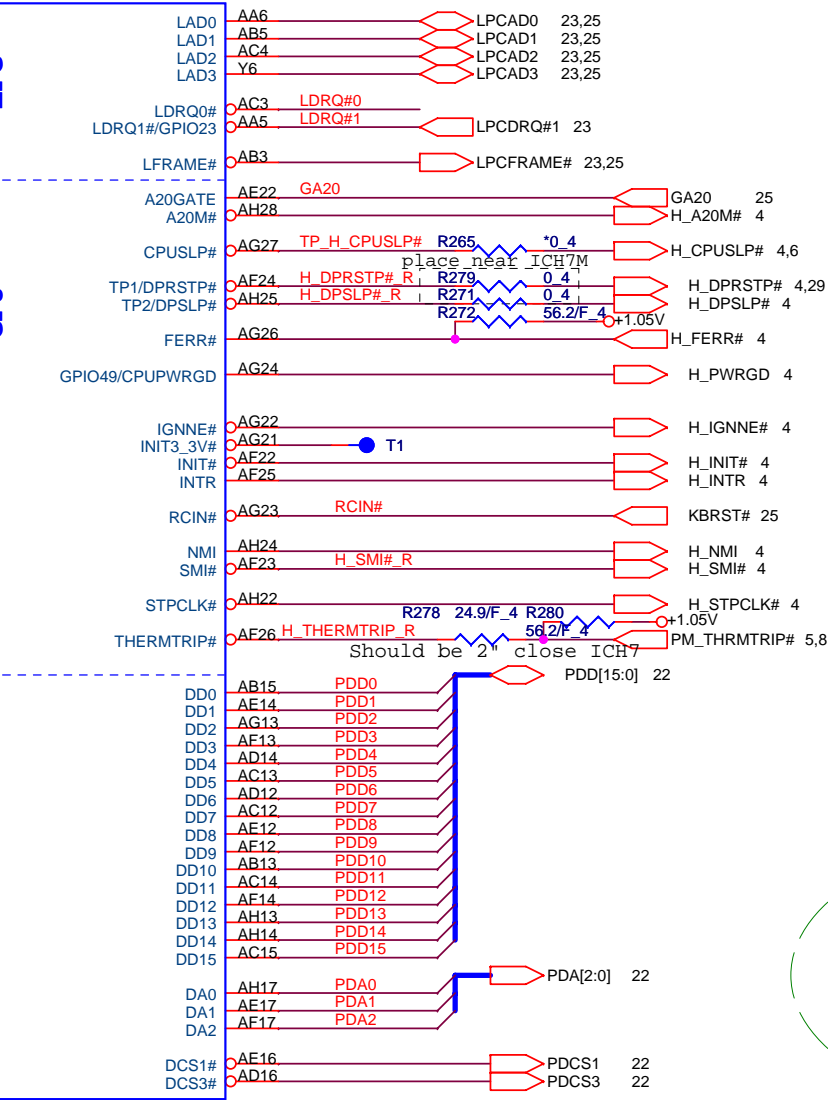 LAD0 AA6 LPCAD0 23,25
LAD1 AB5 LPCAD1 23,25
LAD2 AC4 LPCAD2 23,25
LAD3 Y6 LPCAD3 23,25
LDRQ0# AC3 LDRQ#0
LDRQ1#/GPIO23 AA5 LDRQ#1 LPCDRQ#1 23
LFRAME# AB3 LPCFRAME# 23,25
A20GATE AE22 GA20 GA20 25
A20M# AH28 H_A20M# 4
CPUSLP# AG27 TP_H_CPUSLP# R265 *0_4 H_CPUSLP# 4,6
place near ICH7M
TP1/DPRSTP# AF24 H_DPRSTP#_R R279 0_4 H_DPRSTP# 4,29
TP2/DPSLP# AH25 H_DPSLP#_R R271 0_4 H_DPSLP# 4
R272 56.2/F_4 +1.05V
FERR# AG26 H_FERR# 4
GPIO49/CPUPWRGD AG24 H_PWRGD 4
IGNNE# AG22 H_IGNNE# 4
INIT3_3V# AG21 T1
INIT# AF22 H_INIT# 4
INTR AF25 H_INTR 4
RCIN# AG23 RCIN# KBRST# 25
NMI AH24 H_NMI 4
SMI# AF23 H_SMI#_R H_SMI# 4
STPCLK# AH22 H_STPCLK# 4
R278 24.9/F_4 R280 56.2/F_4 +1.05V
THERMTRIP# AF26 H_THERMTRIP_R PM_THRMTRIP# 5,8
Should be 2" close ICH7
PDD[15:0] 22
DD0 AB15 PDD0
DD1 AE14 PDD1
DD2 AG13 PDD2
DD3 AF13 PDD3
DD4 AD14 PDD4
DD5 AC13 PDD5
DD6 AD12 PDD6
DD7 AC12 PDD7
DD8 AE12 PDD8
DD9 AF12 PDD9
DD10 AB13 PDD10
DD11 AC14 PDD11
DD12 AF14 PDD12
DD13 AH13 PDD13
DD14 AH14 PDD14
DD15 AC15 PDD15
PDA[2:0] 22
DA0 AH17 PDA0
DA1 AE17 PDA1
DA2 AF17 PDA2
DCS1# AE16 PDCS1 22
DCS3# AD16 PDCS3 22